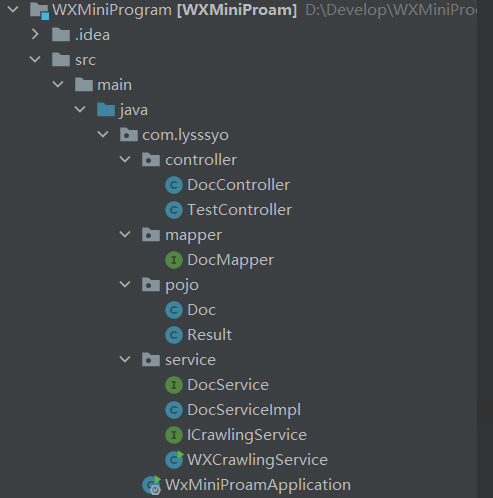 WXMiniProgram [WXMiniProam] D:\Develop\WXMiniProc
.idea
src
main
java
com.lysssyo
controller
C DocController
C TestController
mapper
I DocMapper
pojo
C Doc
C Result
service
I DocService
C DocServiceImpl
I ICrawlingService
C WXCrawlingService
WxMiniProamApplication